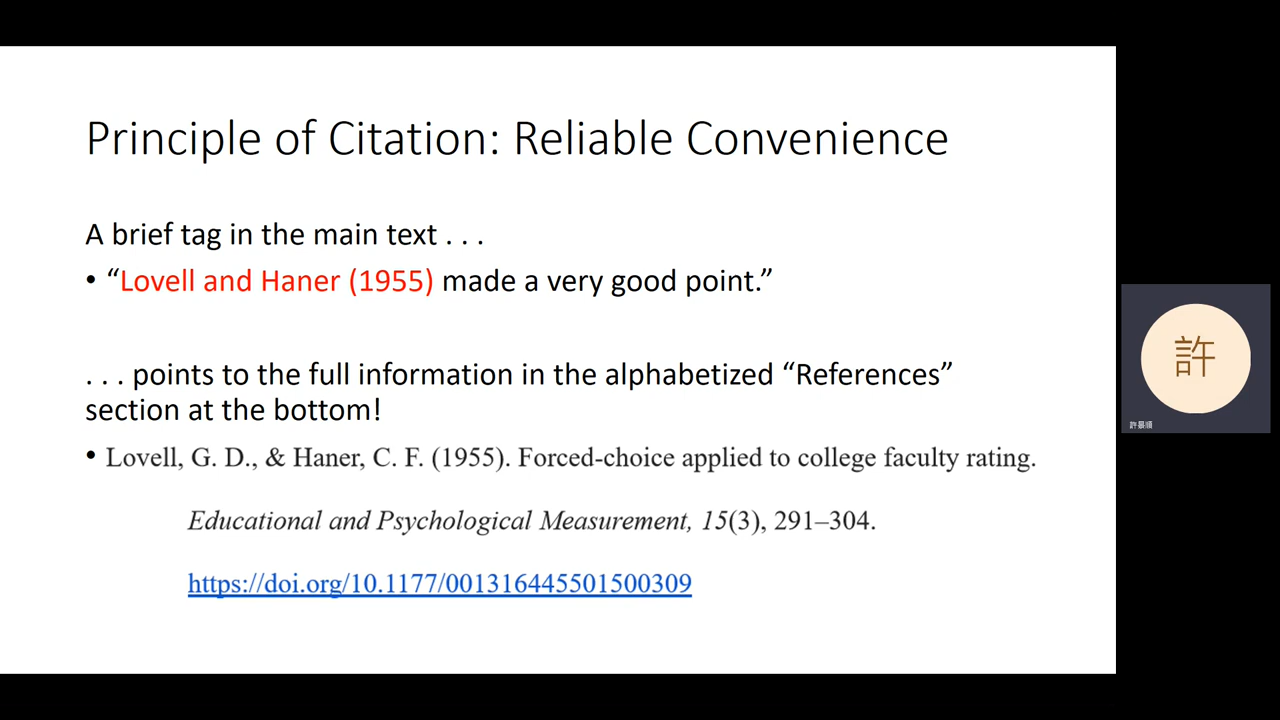 Principle of Citation: Reliable Convenience
A brief tag in the main text . . .
• “Lovell and Haner (1955) made a very good point.”
. . . points to the full information in the alphabetized “References”
section at the bottom!
• Lovell, G. D., & Haner, C. F. (1955). Forced-choice applied to college faculty rating.
Educational and Psychological Measurement, 15(3), 291–304.
https://doi.org/10.1177/001316445501500309
許
許景順